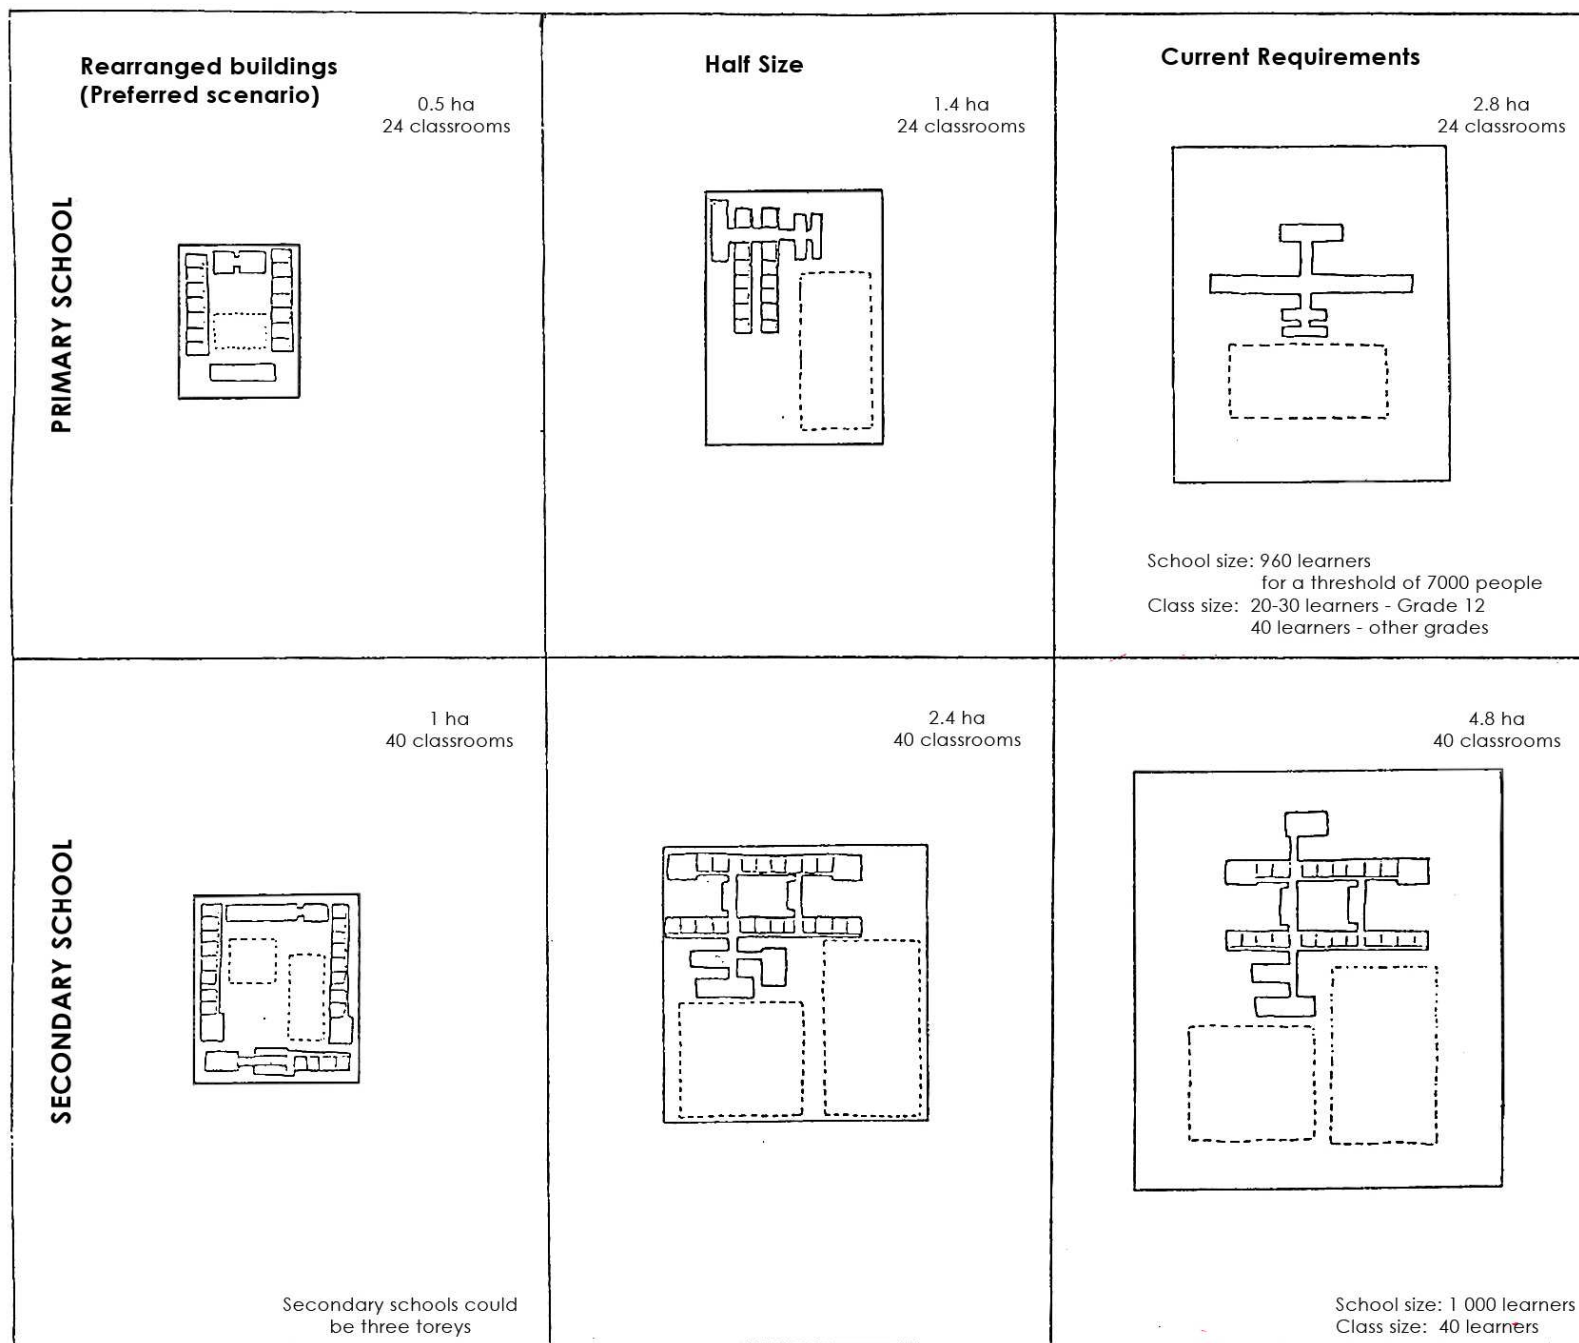 Rearranged buildings
(Preferred scenario)
0.5 ha
24 classrooms
Half Size
1.4 ha
24 classrooms
Current Requirements
2.8 ha
24 classrooms
PRIMARY SCHOOL
School size: 960 learners
for a threshold of 7000 people
Class size: 20-30 learners - Grade 12
40 learners - other grades
1 ha
40 classrooms
2.4 ha
40 classrooms
4.8 ha
40 classrooms
SECONDARY SCHOOL
Secondary schools could
be three toreys
School size: 1 000 learners
Class size: 40 learners